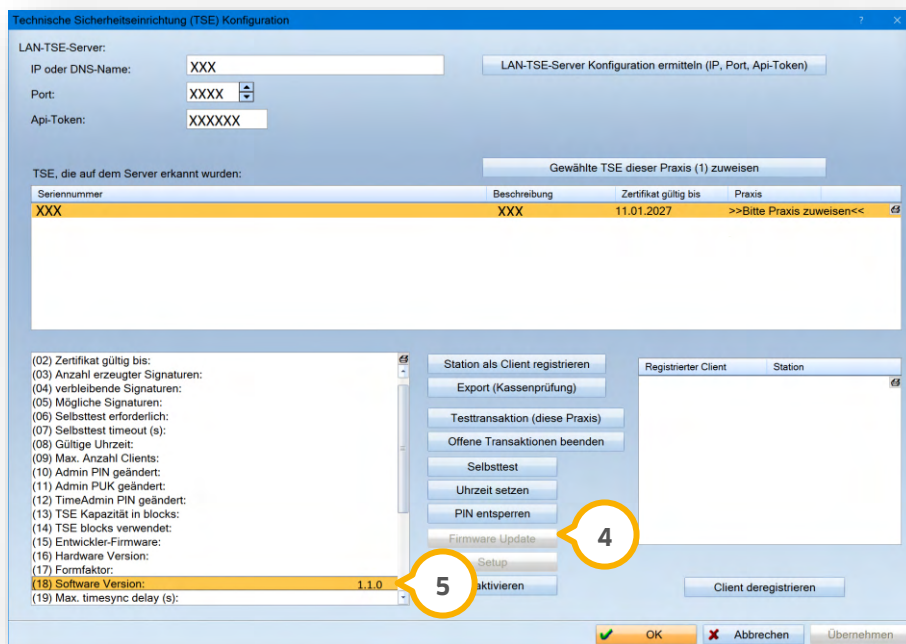 Technische Sicherheitseinrichtung (TSE) Konfiguration ? ×
LAN-TSE-Server:
IP oder DNS-Name: XXX LAN-TSE-Server Konfiguration ermitteln (IP, Port, Api-Token)
Port: XXXX
Api-Token: XXXXXX
TSE, die auf dem Server erkannt wurden: Gewählte TSE dieser Praxis (1) zuweisen
Seriennummer Beschreibung Zertifikat gültig bis Praxis
XXX XXX 11.01.2027 >>Bitte Praxis zuweisen<<
(02) Zertifikat gültig bis:
(03) Anzahl erzeugter Signaturen:
(04) verbleibende Signaturen:
(05) Mögliche Signaturen:
(06) Selbsttest erforderlich:
(07) Selbsttest timeout (s):
(08) Gültige Uhrzeit:
(09) Max. Anzahl Clients:
(10) Admin PIN geändert:
(11) Admin PUK geändert:
(12) TimeAdmin PIN geändert:
(13) TSE Kapazität in blocks:
(14) TSE blocks verwendet:
(15) Entwickler-Firmware:
(16) Hardware Version:
(17) Formfaktor:
(18) Software Version: 1.1.0
(19) Max. timesync delay (s):
Station als Client registrieren
Export (Kassenprüfung)
Testtransaktion (diese Praxis)
Offene Transaktionen beenden
Selbsttest
Uhrzeit setzen
PIN entsperren
Firmware Update
4
Setup
5
aktivieren
Registrierter Client Station
Client deregistrieren
OK Abbrechen Übernehmen